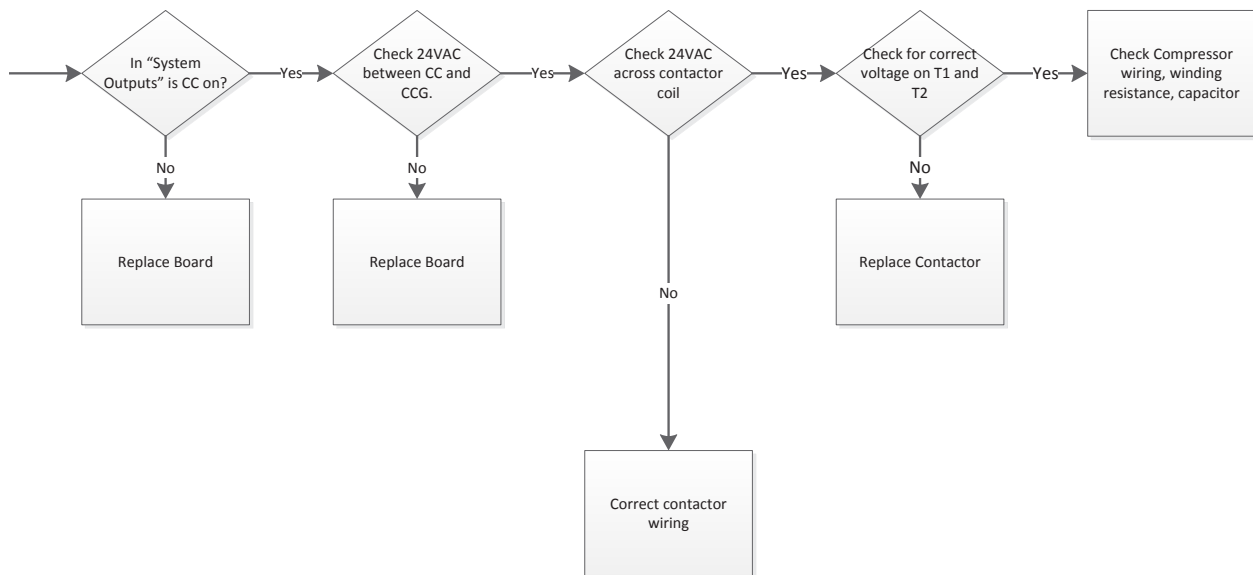 In “System
Outputs” is CC on?
Yes
Check 24VAC
between CC and
CCG.
Yes
Check 24VAC
across contactor
coil
Yes
Check for correct
voltage on T1 and
T2
Yes
Check Compressor
wiring, winding
resistance, capacitor
No
No
No
No
Replace Board
Replace Board
Replace Contactor
Correct contactor
wiring